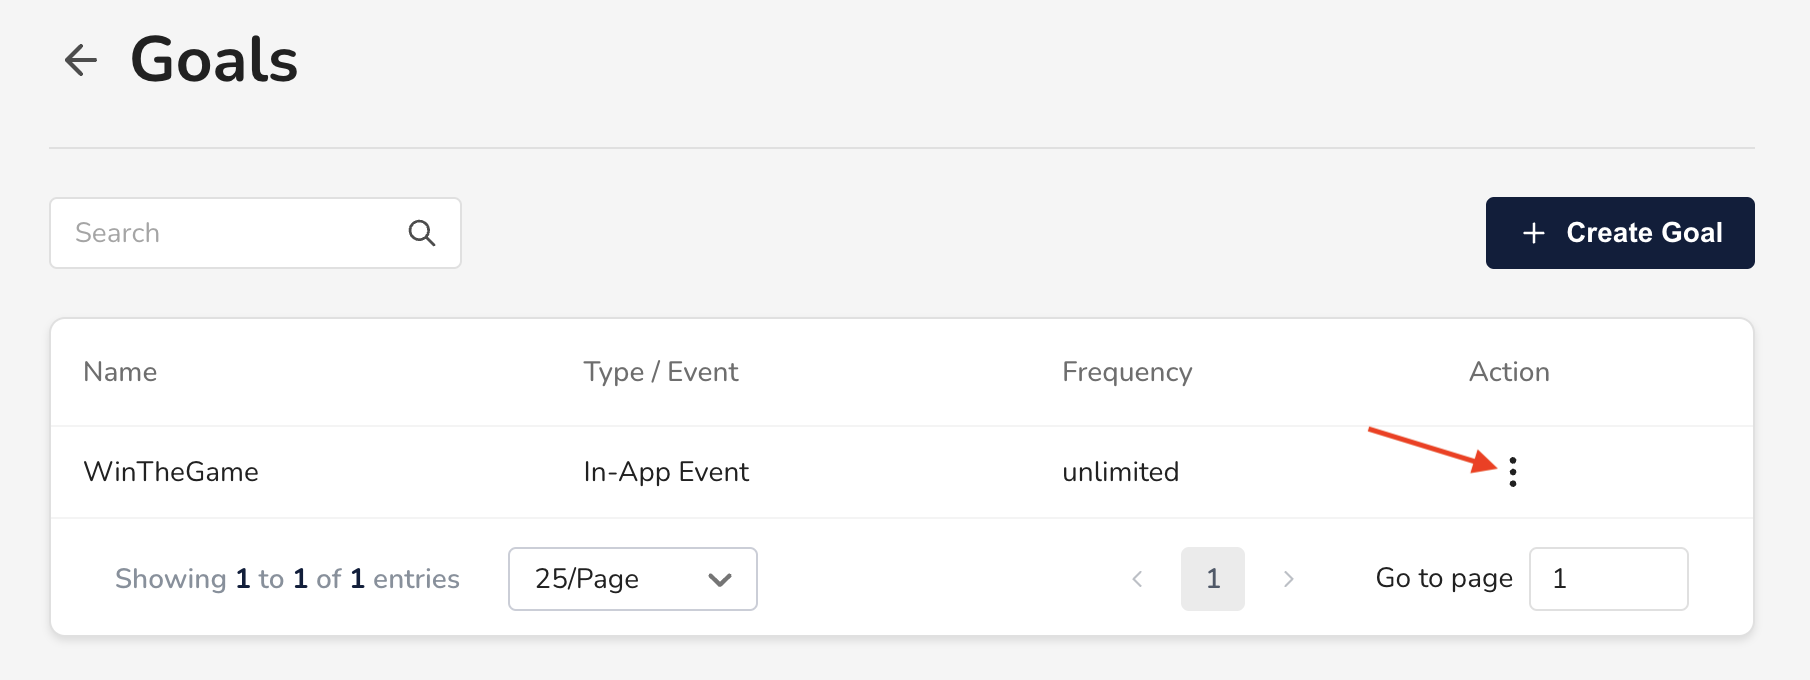 Goals
Search
+ Create Goal
Name Type / Event Frequency Action
WinTheGame In-App Event unlimited
Showing 1 to 1 of 1 entries 25/Page 1 Go to page 1